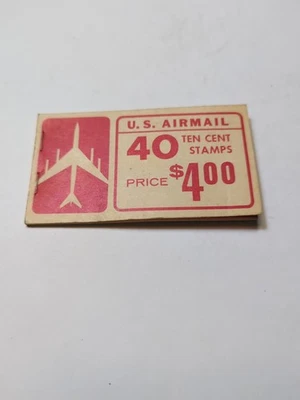 U. S. AIRMAIL
40 TEN CENT
STAMPS
PRICE $4.00